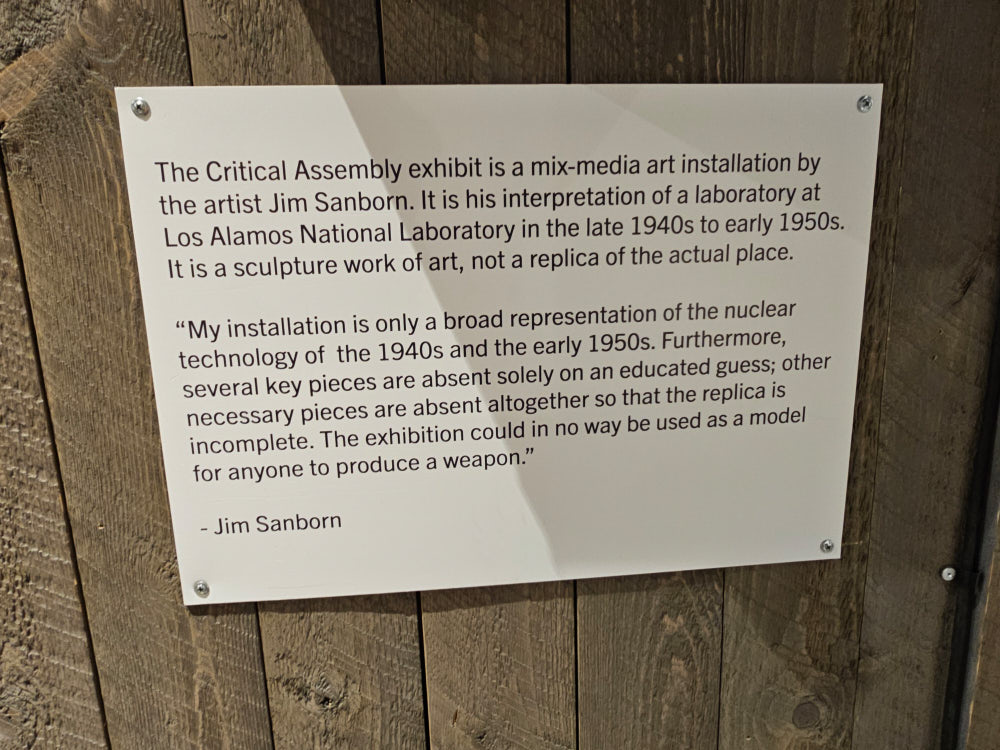 The Critical Assembly exhibit is a mix-media art installation by
the artist Jim Sanborn. It is his interpretation of a laboratory at
Los Alamos National Laboratory in the late 1940s to early 1950s.
It is a sculpture work of art, not a replica of the actual place.
“My installation is only a broad representation of the nuclear
technology of  the 1940s and the early 1950s. Furthermore,
several key pieces are absent solely on an educated guess; other
necessary pieces are absent altogether so that the replica is
incomplete. The exhibition could in no way be used as a model
for anyone to produce a weapon.”
- Jim Sanborn